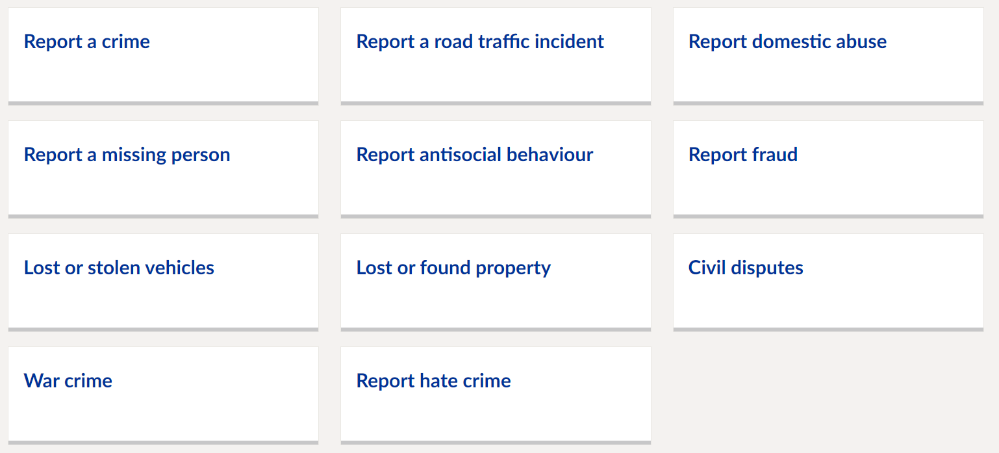 Report a crime
Report a road traffic incident
Report domestic abuse
Report a missing person
Report antisocial behaviour
Report fraud
Lost or stolen vehicles
Lost or found property
Civil disputes
War crime
Report hate crime